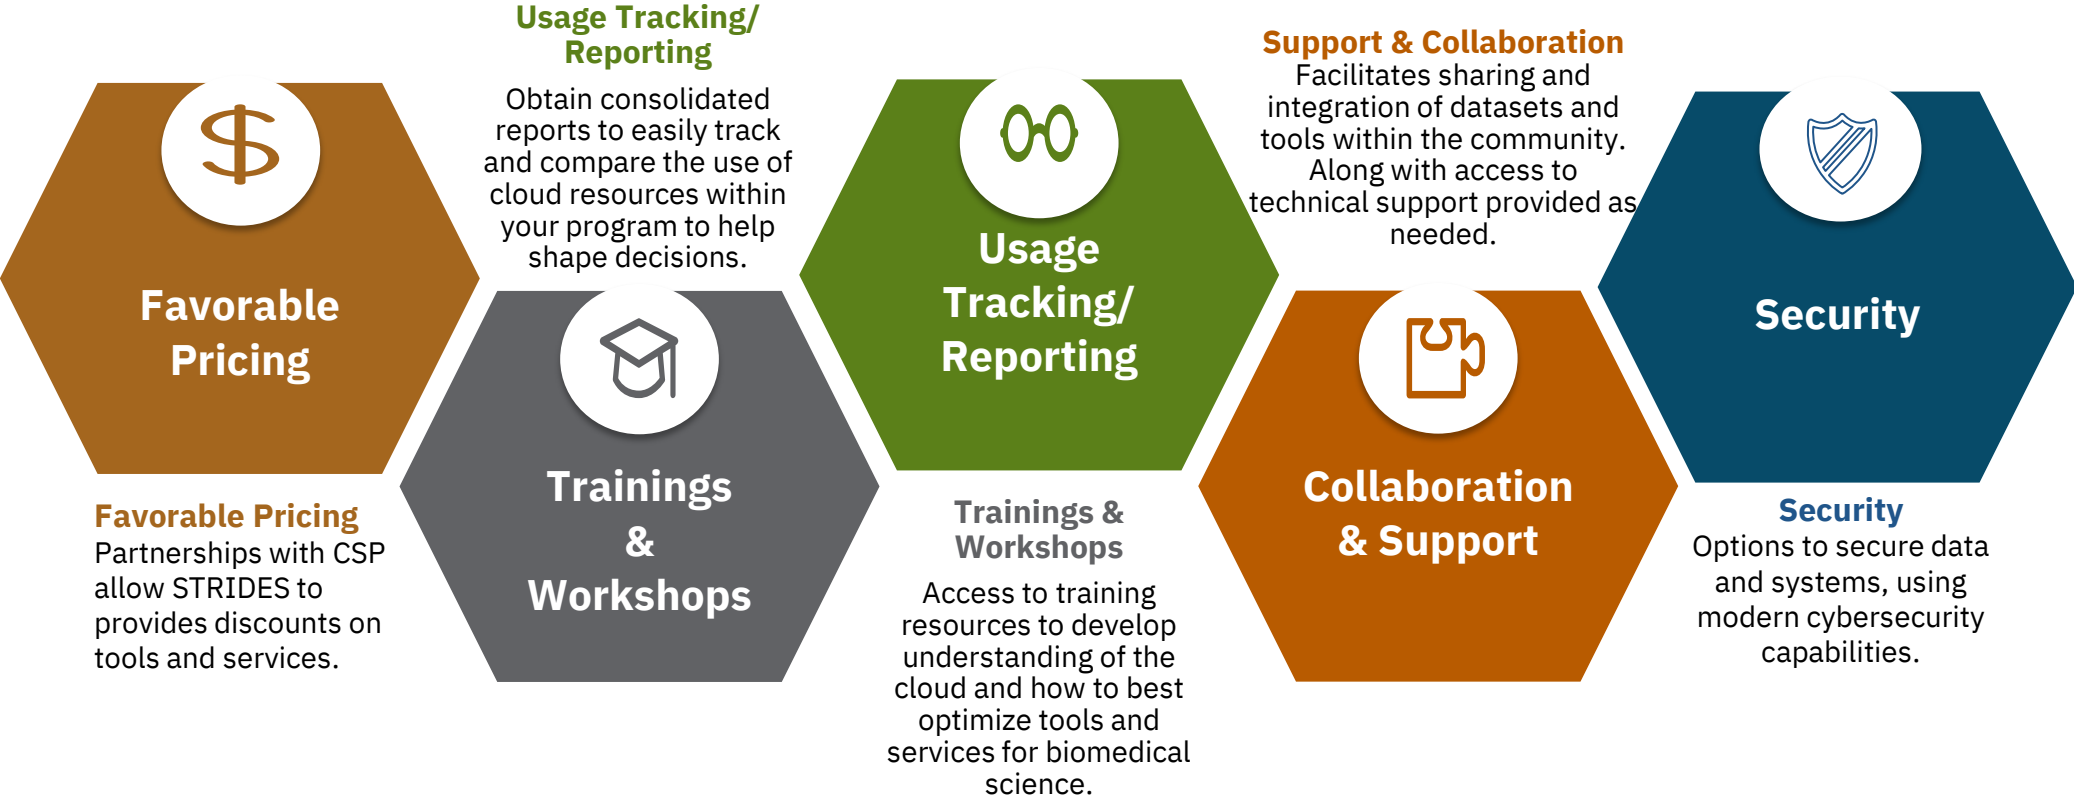 Favorable
Pricing
Favorable Pricing
Partnerships with CSP
allow STRIDES to
provides discounts on
tools and services.
Usage Tracking/
Reporting
Obtain consolidated
reports to easily track
and compare the use of
cloud resources within
your program to help
shape decisions.
Trainings
&
Workshops
Usage
Tracking/
Reporting
Trainings &
Workshops
Access to training
resources to develop
understanding of the
cloud and how to best
optimize tools and
services for biomedical
science.
Support & Collaboration
Facilitates sharing and
integration of datasets and
tools within the community.
Along with access to
technical support provided as
needed.
Collaboration
& Support
Security
Security
Options to secure data
and systems, using
modern cybersecurity
capabilities.